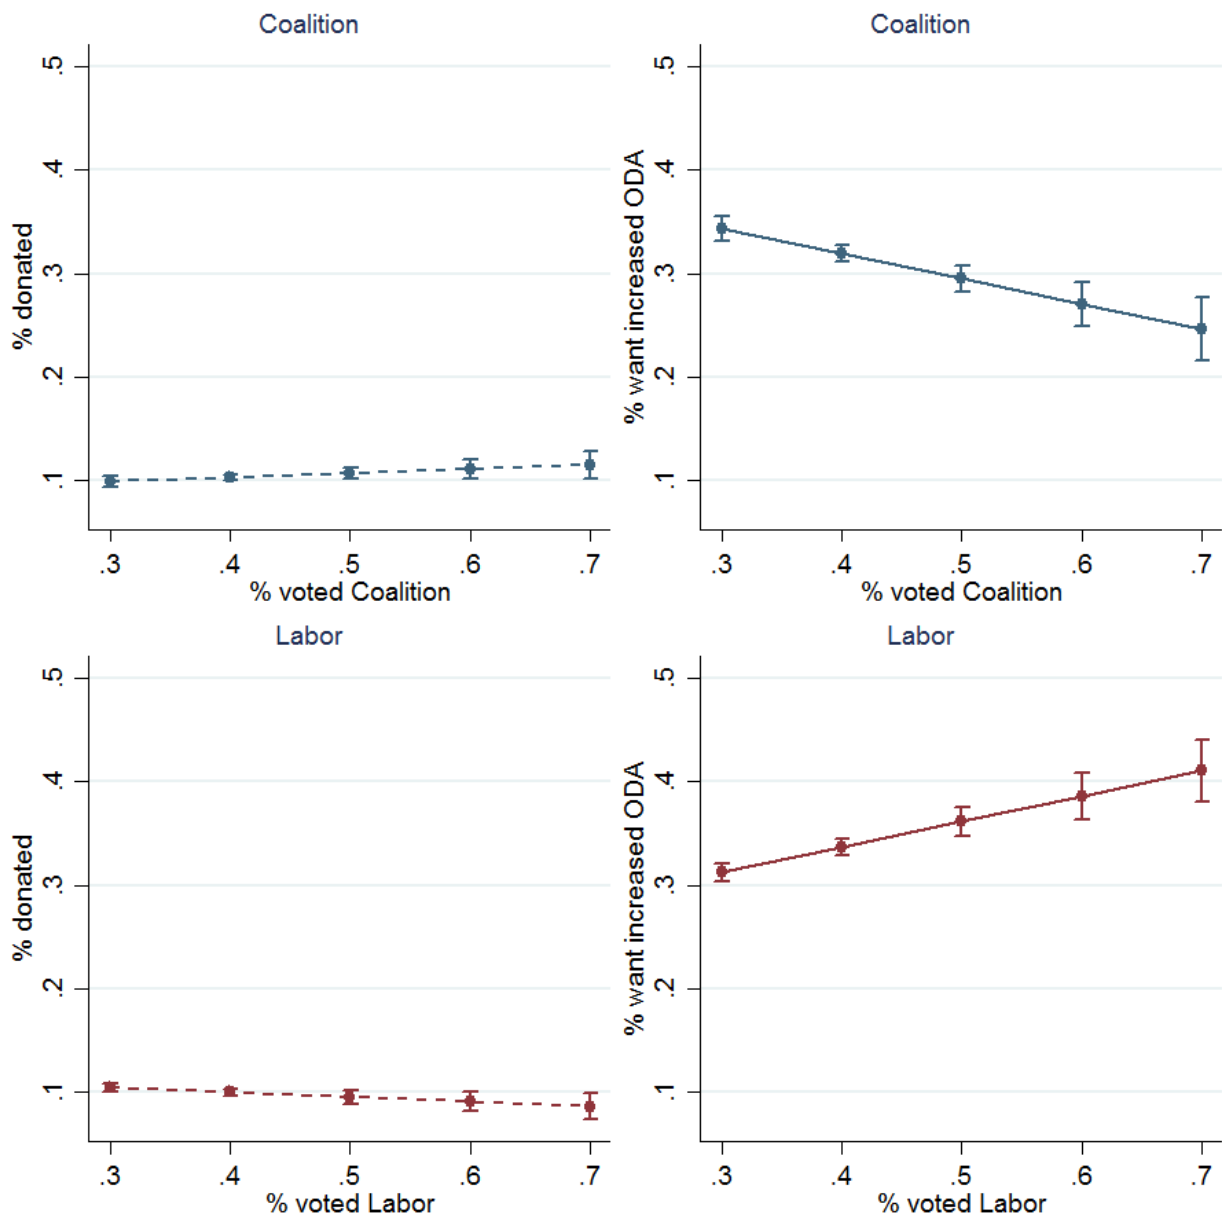 Coalition
% donated
.5
.4
.3
.2
.1
.3 .4 .5 .6 .7
% voted Coalition
Coalition
% want increased ODA
.5
.4
.3
.2
.1
.3 .4 .5 .6 .7
% voted Coalition
Labor
% donated
.5
.4
.3
.2
.1
.3 .4 .5 .6 .7
% voted Labor
Labor
% want increased ODA
.5
.4
.3
.2
.1
.3 .4 .5 .6 .7
% voted Labor